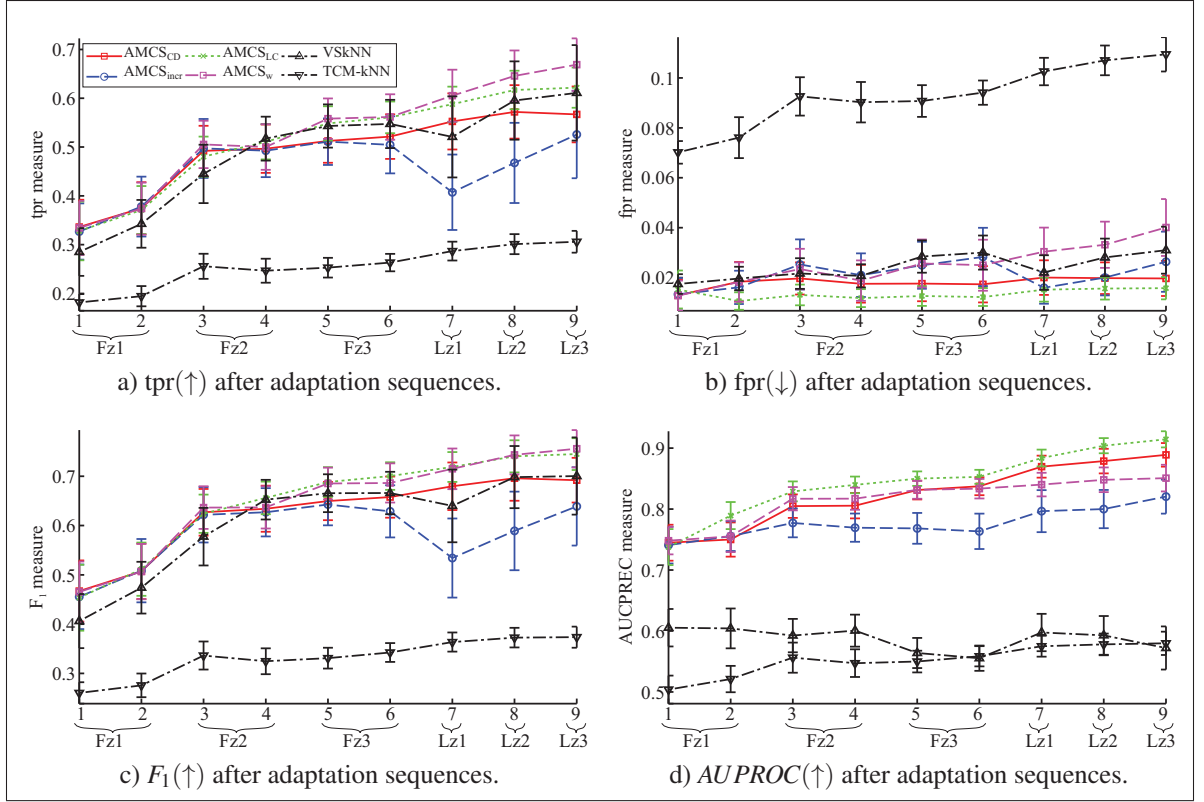 tpr measure
0.7
0.6
0.5
0.4
0.3
0.2
AMCS_CD AMCS_LC VSkNN
AMCS_incr AMCS_w TCM-kNN
1 2 3 4 5 6 7 8 9
Fz1 Fz2 Fz3 Lz1 Lz2 Lz3
a) tpr(↑) after adaptation sequences.
fpr measure
0.1
0.08
0.06
0.04
0.02
1 2 3 4 5 6 7 8 9
Fz1 Fz2 Fz3 Lz1 Lz2 Lz3
b) fpr(↓) after adaptation sequences.
F_1 measure
0.7
0.6
0.5
0.4
0.3
1 2 3 4 5 6 7 8 9
Fz1 Fz2 Fz3 Lz1 Lz2 Lz3
c) F_1(↑) after adaptation sequences.
AUCPREC measure
0.9
0.8
0.7
0.6
0.5
1 2 3 4 5 6 7 8 9
Fz1 Fz2 Fz3 Lz1 Lz2 Lz3
d) AUPROC(↑) after adaptation sequences.